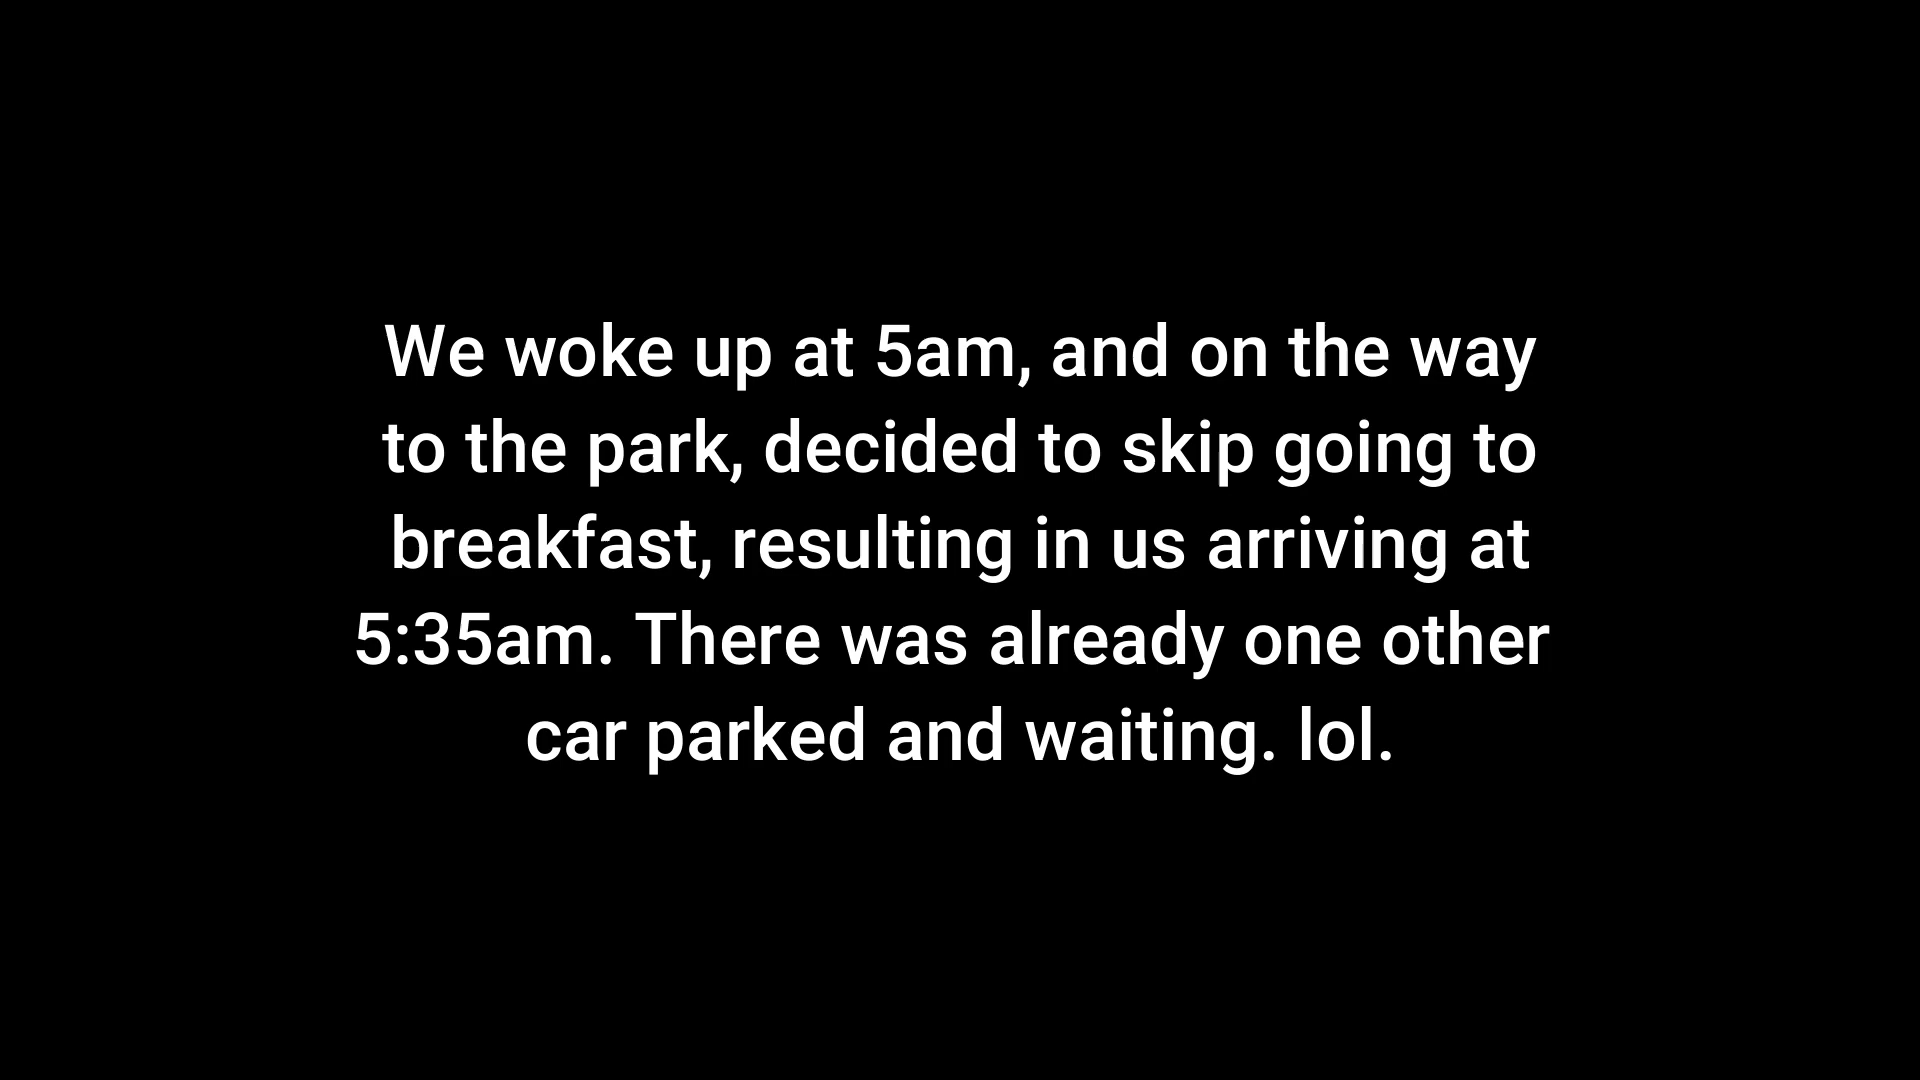 We woke up at 5am, and on the way
to the park, decided to skip going to
breakfast, resulting in us arriving at
5:35am. There was already one other
car parked and waiting. lol.